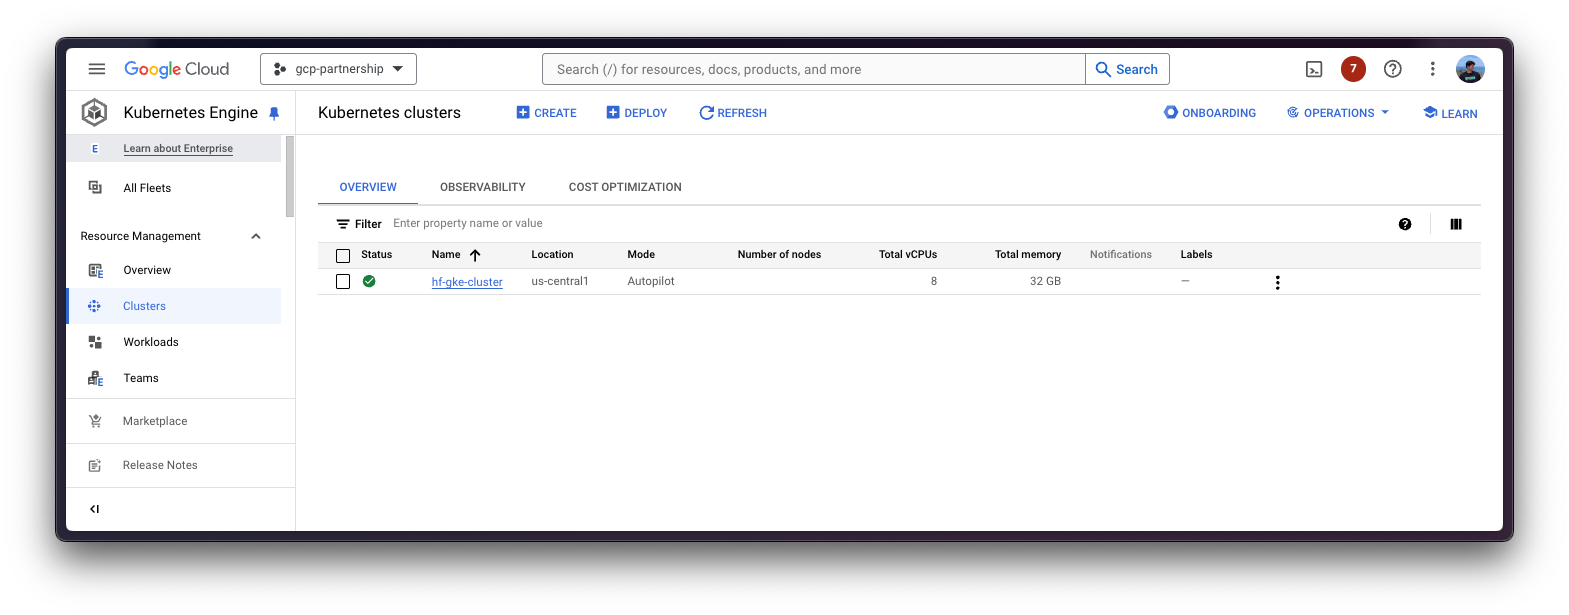 Google Cloud
gcp-partnership
Search (/) for resources, docs, products, and more
Search
7
Kubernetes Engine
Kubernetes clusters
CREATE
DEPLOY
REFRESH
ONBOARDING
OPERATIONS
LEARN
E Learn about Enterprise
All Fleets
Resource Management
E Overview
Clusters
Workloads
E Teams
Marketplace
Release Notes
OVERVIEW
OBSERVABILITY
COST OPTIMIZATION
Filter Enter property name or value
Status Name Location Mode Number of nodes Total vCPUs Total memory Notifications Labels
hf-gke-cluster us-central1 Autopilot 8 32 GB —